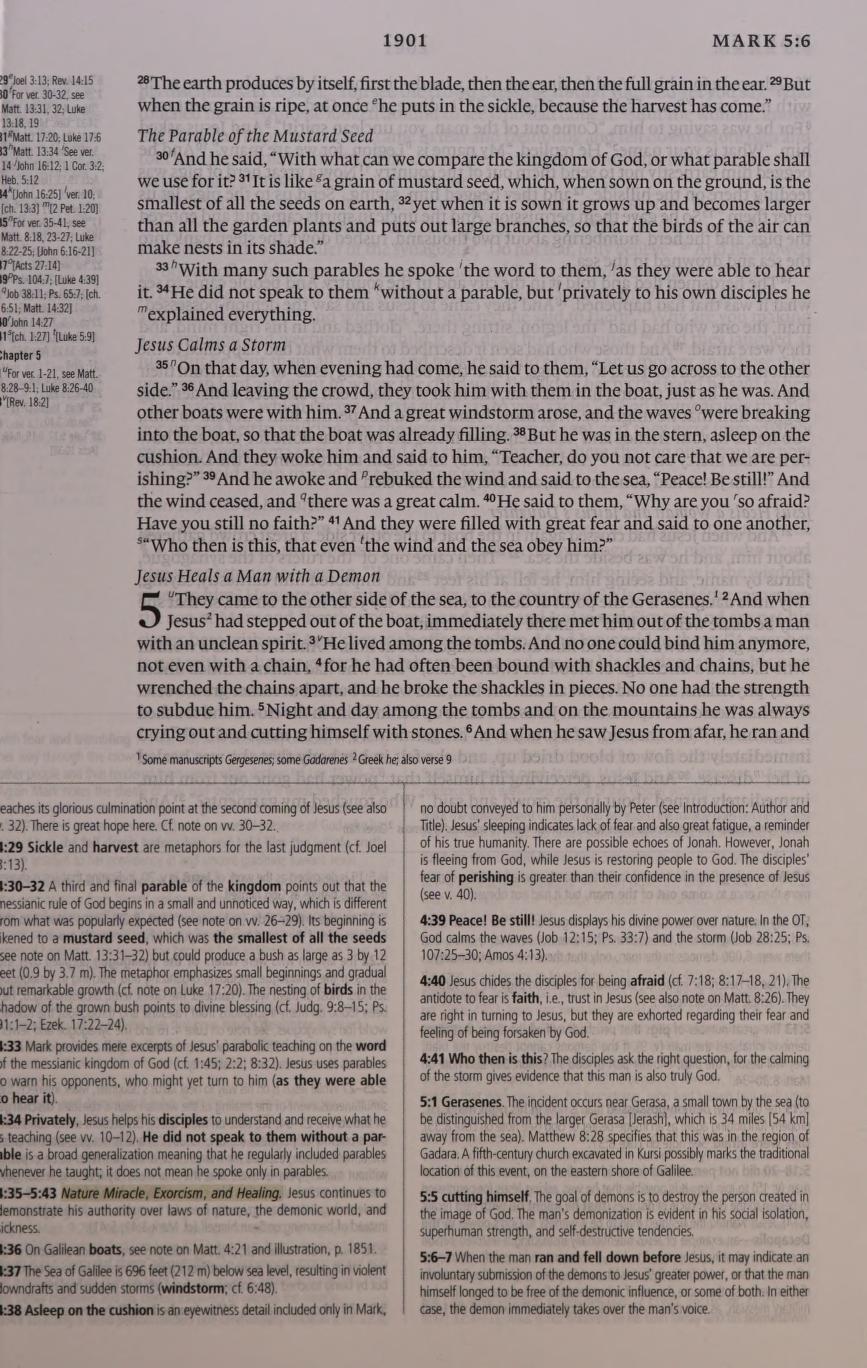 1901
MARK 5:6
29 e Joel 3:13; Rev. 14:15
30 f For ver. 30-32, see
Matt. 13:31, 32; Luke
13:18, 19
31 g Matt. 17:20; Luke 17:6
33 h Matt. 13:34 i See ver.
14 j John 16:12; 1 Cor. 3:2;
Heb. 5:12
34 k [John 16:25] l ver. 10;
[ch. 13:3] m [2 Pet. 1:20]
35 n For ver. 35-41, see
Matt. 8:18, 23-27; Luke
8:22-25; [John 6:16-21]
37 o [Acts 27:14]
39 p Ps. 104:7; [Luke 4:39]
q Job 38:11; Ps. 65:7; [ch.
6:51; Matt. 14:32]
40 r John 14:27
41 s [ch. 1:27] t [Luke 5:9]
Chapter 5
u For ver. 1-21, see Matt.
8:28–9:1; Luke 8:26-40
v [Rev. 18:2]
28 The earth produces by itself, first the blade, then the ear, then the full grain in the ear. 29 But
when the grain is ripe, at once e he puts in the sickle, because the harvest has come.”
The Parable of the Mustard Seed
30 f And he said, “With what can we compare the kingdom of God, or what parable shall
we use for it? 31 It is like g a grain of mustard seed, which, when sown on the ground, is the
smallest of all the seeds on earth, 32 yet when it is sown it grows up and becomes larger
than all the garden plants and puts out large branches, so that the birds of the air can
make nests in its shade.”
33 h With many such parables he spoke i the word to them, j as they were able to hear
it. 34 He did not speak to them k without a parable, but l privately to his own disciples he
m explained everything.
Jesus Calms a Storm
35 n On that day, when evening had come, he said to them, “Let us go across to the other
side.” 36 And leaving the crowd, they took him with them in the boat, just as he was. And
other boats were with him. 37 And a great windstorm arose, and the waves o were breaking
into the boat, so that the boat was already filling. 38 But he was in the stern, asleep on the
cushion. And they woke him and said to him, “Teacher, do you not care that we are per-
ishing?” 39 And he awoke and p rebuked the wind and said to the sea, “Peace! Be still!” And
the wind ceased, and q there was a great calm. 40 He said to them, “Why are you r so afraid?
Have you still no faith?” 41 And they were filled with great fear and said to one another,
s “Who then is this, that even t the wind and the sea obey him?”
Jesus Heals a Man with a Demon
5 u They came to the other side of the sea, to the country of the Gerasenes. 1 2 And when
Jesus 2 had stepped out of the boat, immediately there met him out of the tombs a man
with an unclean spirit. 3 v He lived among the tombs. And no one could bind him anymore,
not even with a chain, 4 for he had often been bound with shackles and chains, but he
wrenched the chains apart, and he broke the shackles in pieces. No one had the strength
to subdue him. 5 Night and day among the tombs and on the mountains he was always
crying out and cutting himself with stones. 6 And when he saw Jesus from afar, he ran and
1 Some manuscripts Gergesenes; some Gadarenes 2 Greek he; also verse 9
eaches its glorious culmination point at the second coming of Jesus (see also
. 32). There is great hope here. Cf. note on vv. 30–32.
4:29 Sickle and harvest are metaphors for the last judgment (cf. Joel
3:13).
4:30–32 A third and final parable of the kingdom points out that the
messianic rule of God begins in a small and unnoticed way, which is different
rom what was popularly expected (see note on vv. 26–29). Its beginning is
ikened to a mustard seed, which was the smallest of all the seeds
see note on Matt. 13:31–32) but could produce a bush as large as 3 by 12
eet (0.9 by 3.7 m). The metaphor emphasizes small beginnings and gradual
ut remarkable growth (cf. note on Luke 17:20). The nesting of birds in the
hadow of the grown bush points to divine blessing (cf. Judg. 9:8–15; Ps.
91:1–2; Ezek. 17:22–24).
4:33 Mark provides mere excerpts of Jesus’ parabolic teaching on the word
of the messianic kingdom of God (cf. 1:45; 2:2; 8:32). Jesus uses parables
o warn his opponents, who might yet turn to him (as they were able
o hear it).
4:34 Privately, Jesus helps his disciples to understand and receive what he
s teaching (see vv. 10–12). He did not speak to them without a par-
able is a broad generalization meaning that he regularly included parables
whenever he taught; it does not mean he spoke only in parables.
4:35–5:43 Nature Miracle, Exorcism, and Healing. Jesus continues to
demonstrate his authority over laws of nature, the demonic world, and
ickness.
4:36 On Galilean boats, see note on Matt. 4:21 and illustration, p. 1851.
4:37 The Sea of Galilee is 696 feet (212 m) below sea level, resulting in violent
downdrafts and sudden storms (windstorm; cf. 6:48).
4:38 Asleep on the cushion is an eyewitness detail included only in Mark,
no doubt conveyed to him personally by Peter (see Introduction: Author and
Title). Jesus’ sleeping indicates lack of fear and also great fatigue, a reminder
of his true humanity. There are possible echoes of Jonah. However, Jonah
is fleeing from God, while Jesus is restoring people to God. The disciples’
fear of perishing is greater than their confidence in the presence of Jesus
(see v. 40).
4:39 Peace! Be still! Jesus displays his divine power over nature. In the OT,
God calms the waves (Job 12:15; Ps. 33:7) and the storm (Job 28:25; Ps.
107:25–30; Amos 4:13).
4:40 Jesus chides the disciples for being afraid (cf. 7:18; 8:17–18, 21). The
antidote to fear is faith, i.e., trust in Jesus (see also note on Matt. 8:26). They
are right in turning to Jesus, but they are exhorted regarding their fear and
feeling of being forsaken by God.
4:41 Who then is this? The disciples ask the right question, for the calming
of the storm gives evidence that this man is also truly God.
5:1 Gerasenes. The incident occurs near Gerasa, a small town by the sea (to
be distinguished from the larger Gerasa [Jerash], which is 34 miles [54 km]
away from the sea). Matthew 8:28 specifies that this was in the region of
Gadara. A fifth-century church excavated in Kursi possibly marks the traditional
location of this event, on the eastern shore of Galilee.
5:5 cutting himself. The goal of demons is to destroy the person created in
the image of God. The man’s demonization is evident in his social isolation,
superhuman strength, and self-destructive tendencies.
5:6–7 When the man ran and fell down before Jesus, it may indicate an
involuntary submission of the demons to Jesus’ greater power, or that the man
himself longed to be free of the demonic influence, or some of both. In either
case, the demon immediately takes over the man’s voice.